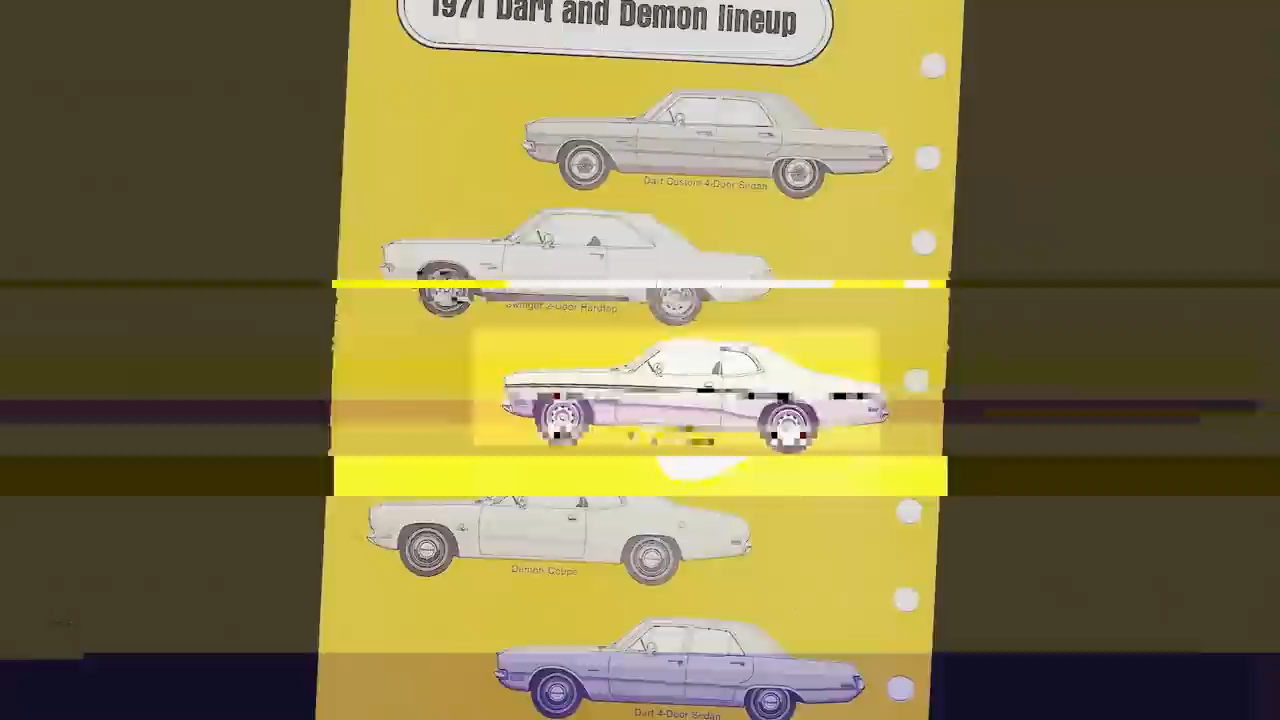 1971 Dart and Demon lineup
Dart Custom 4-Door Sedan
Swinger 2-Door Hardtop
Demon Coupe
Dart 4-Door Sedan